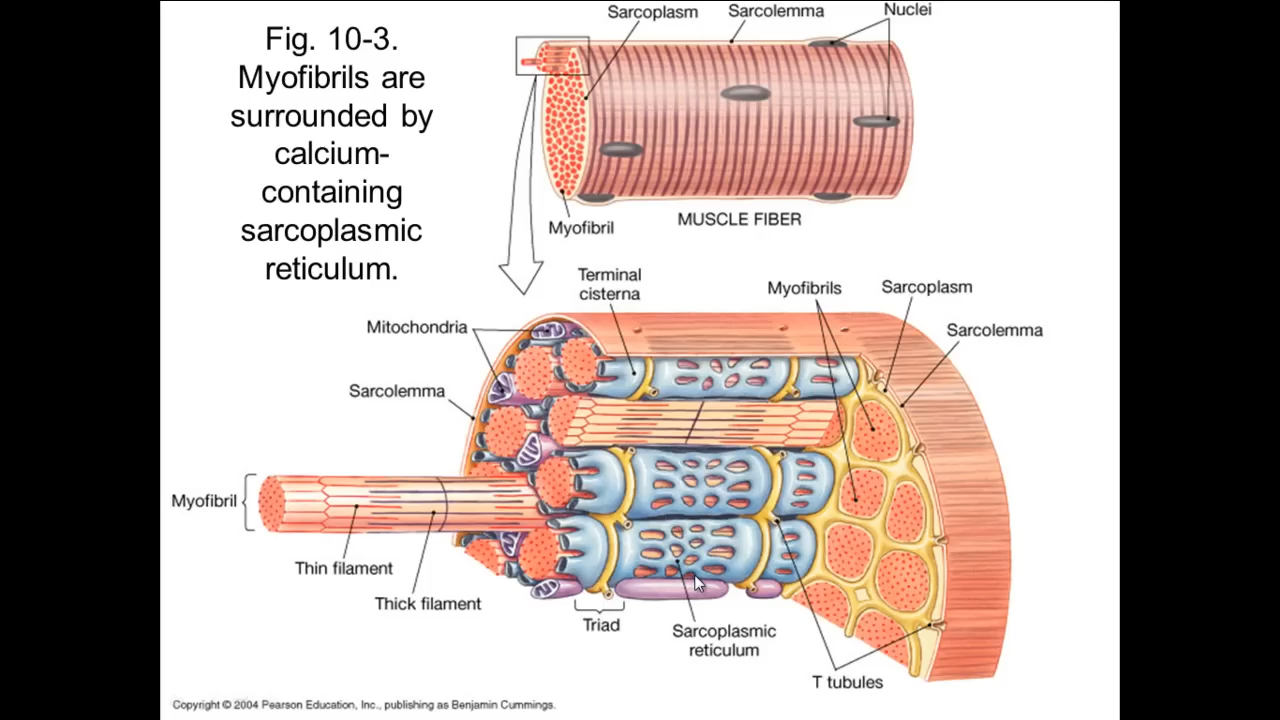 Fig. 10-3.
Myofibrils are
surrounded by
calcium-
containing
sarcoplasmic
reticulum.
Sarcoplasm
Sarcolemma
Nuclei
Myofibril
MUSCLE FIBER
Terminal
cisterna
Myofibrils
Sarcoplasm
Sarcolemma
Mitochondria
Sarcolemma
Myofibril
Thin filament
Thick filament
Triad
Sarcoplasmic
reticulum
T tubules
Copyright © 2004 Pearson Education, Inc., publishing as Benjamin Cummings.